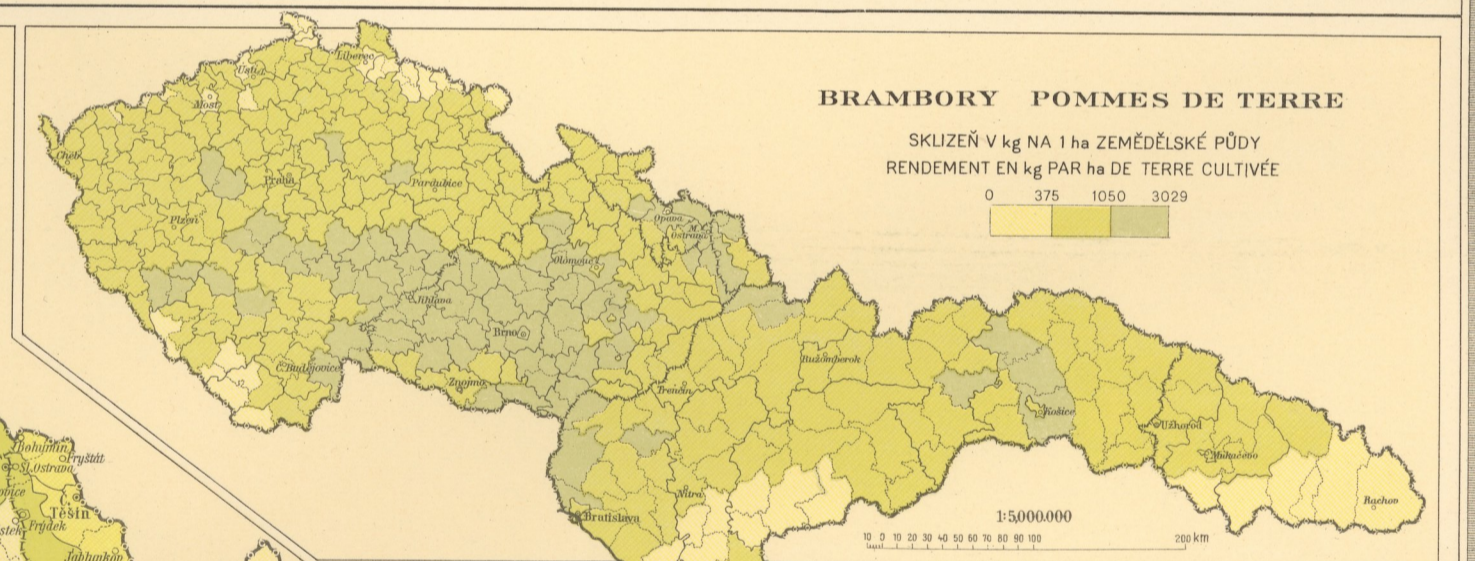 BRAMBORY POMMES DE TERRE
SKLIZEŇ V kg NA 1 ha ZEMĚDĚLSKÉ PŮDY
RENDEMENT EN kg PAR ha DE TERRE CULTIVÉE
0 375 1050 3029
Liberec
Ústí
Most
Cheb
Praha
Pardubice
Plzeň
Opava
M. Ostrava
Olomouc
Jihlava
Brno
Č. Budějovice
Znojmo
Trenčín
Ružomberok
Košice
Užhorod
Mukačevo
Rachov
Nitra
Bratislava
1:5,000.000
10 0 10 20 30 40 50 60 70 80 90 100 200 km
Bohumín
Fryštát
Sl. Ostrava
Č.
Těšín
Frýdek
Jablunkov